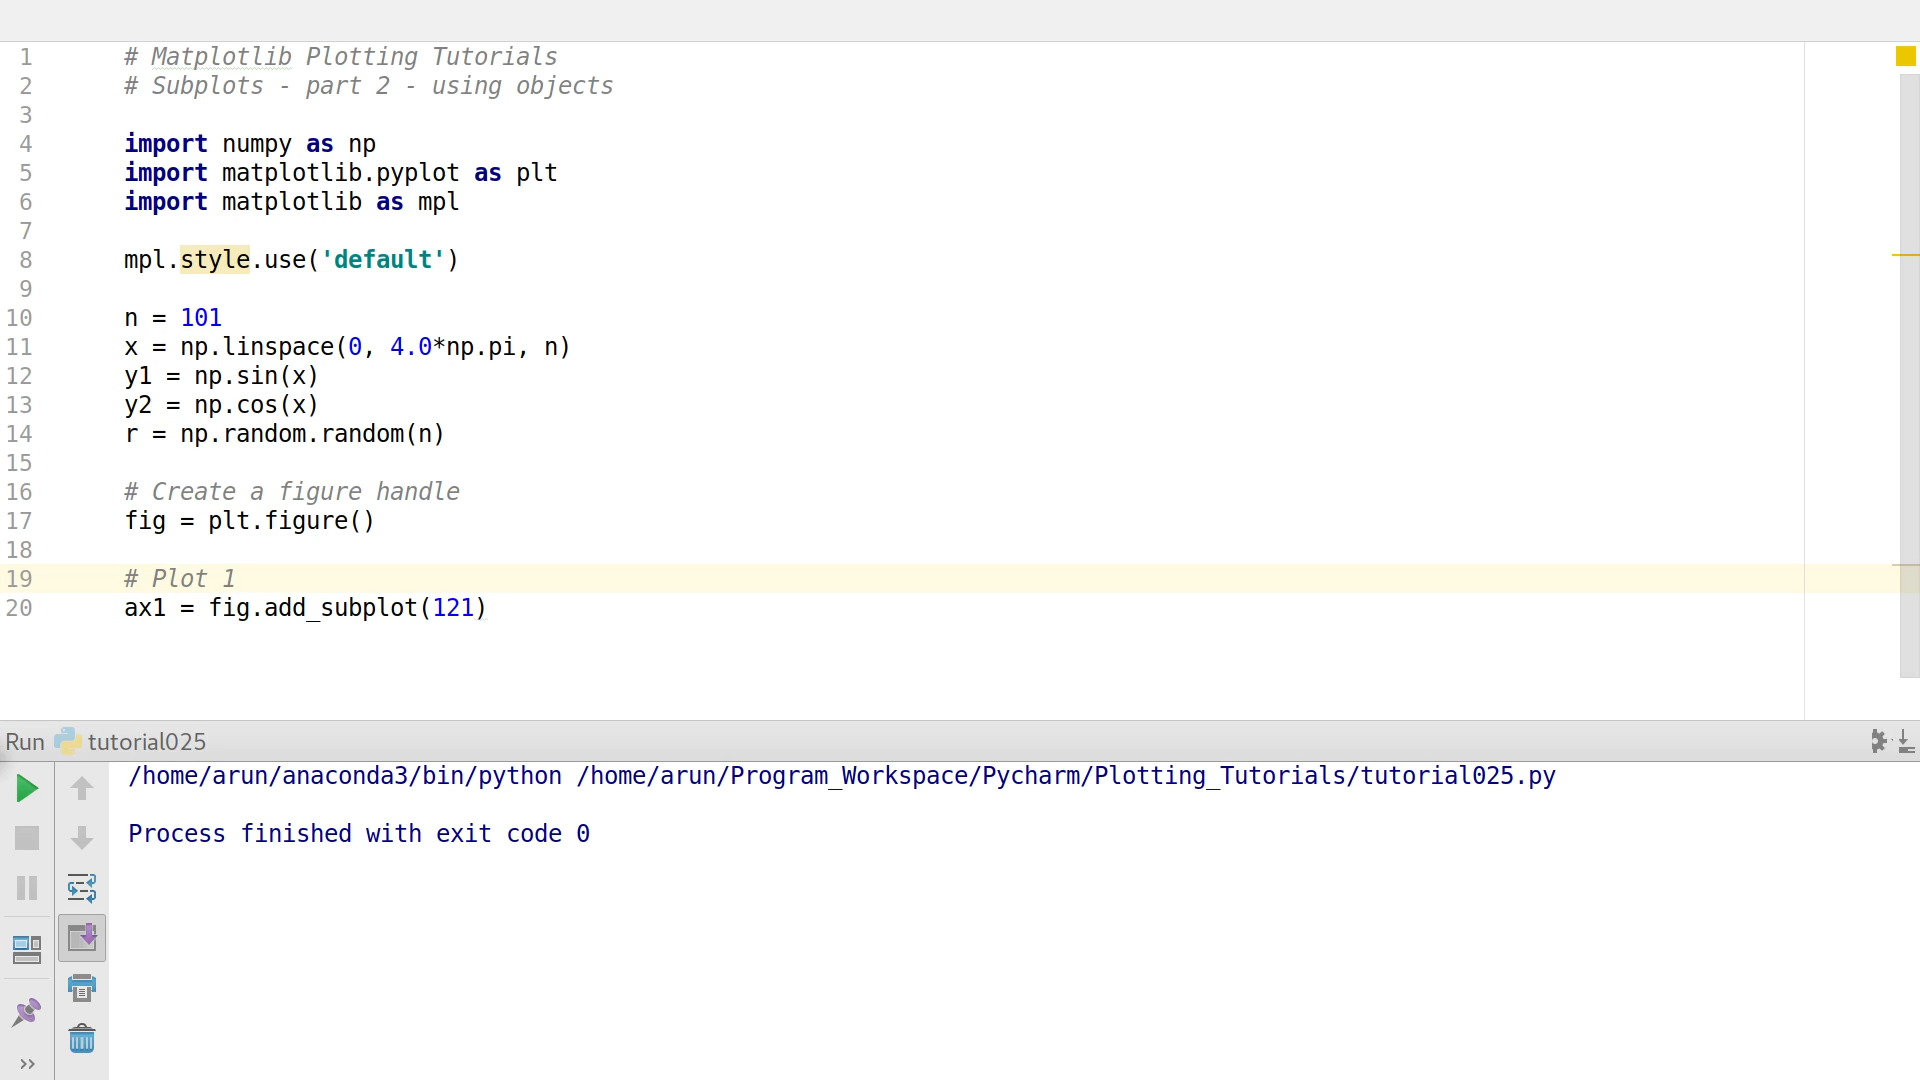 1 # Matplotlib Plotting Tutorials
2 # Subplots - part 2 - using objects
3
4 import numpy as np
5 import matplotlib.pyplot as plt
6 import matplotlib as mpl
7
8 mpl.style.use('default')
9
10 n = 101
11 x = np.linspace(0, 4.0*np.pi, n)
12 y1 = np.sin(x)
13 y2 = np.cos(x)
14 r = np.random.random(n)
15
16 # Create a figure handle
17 fig = plt.figure()
18
19 # Plot 1
20 ax1 = fig.add_subplot(121)
Run tutorial025
/home/arun/anaconda3/bin/python /home/arun/Program_Workspace/Pycharm/Plotting_Tutorials/tutorial025.py
Process finished with exit code 0